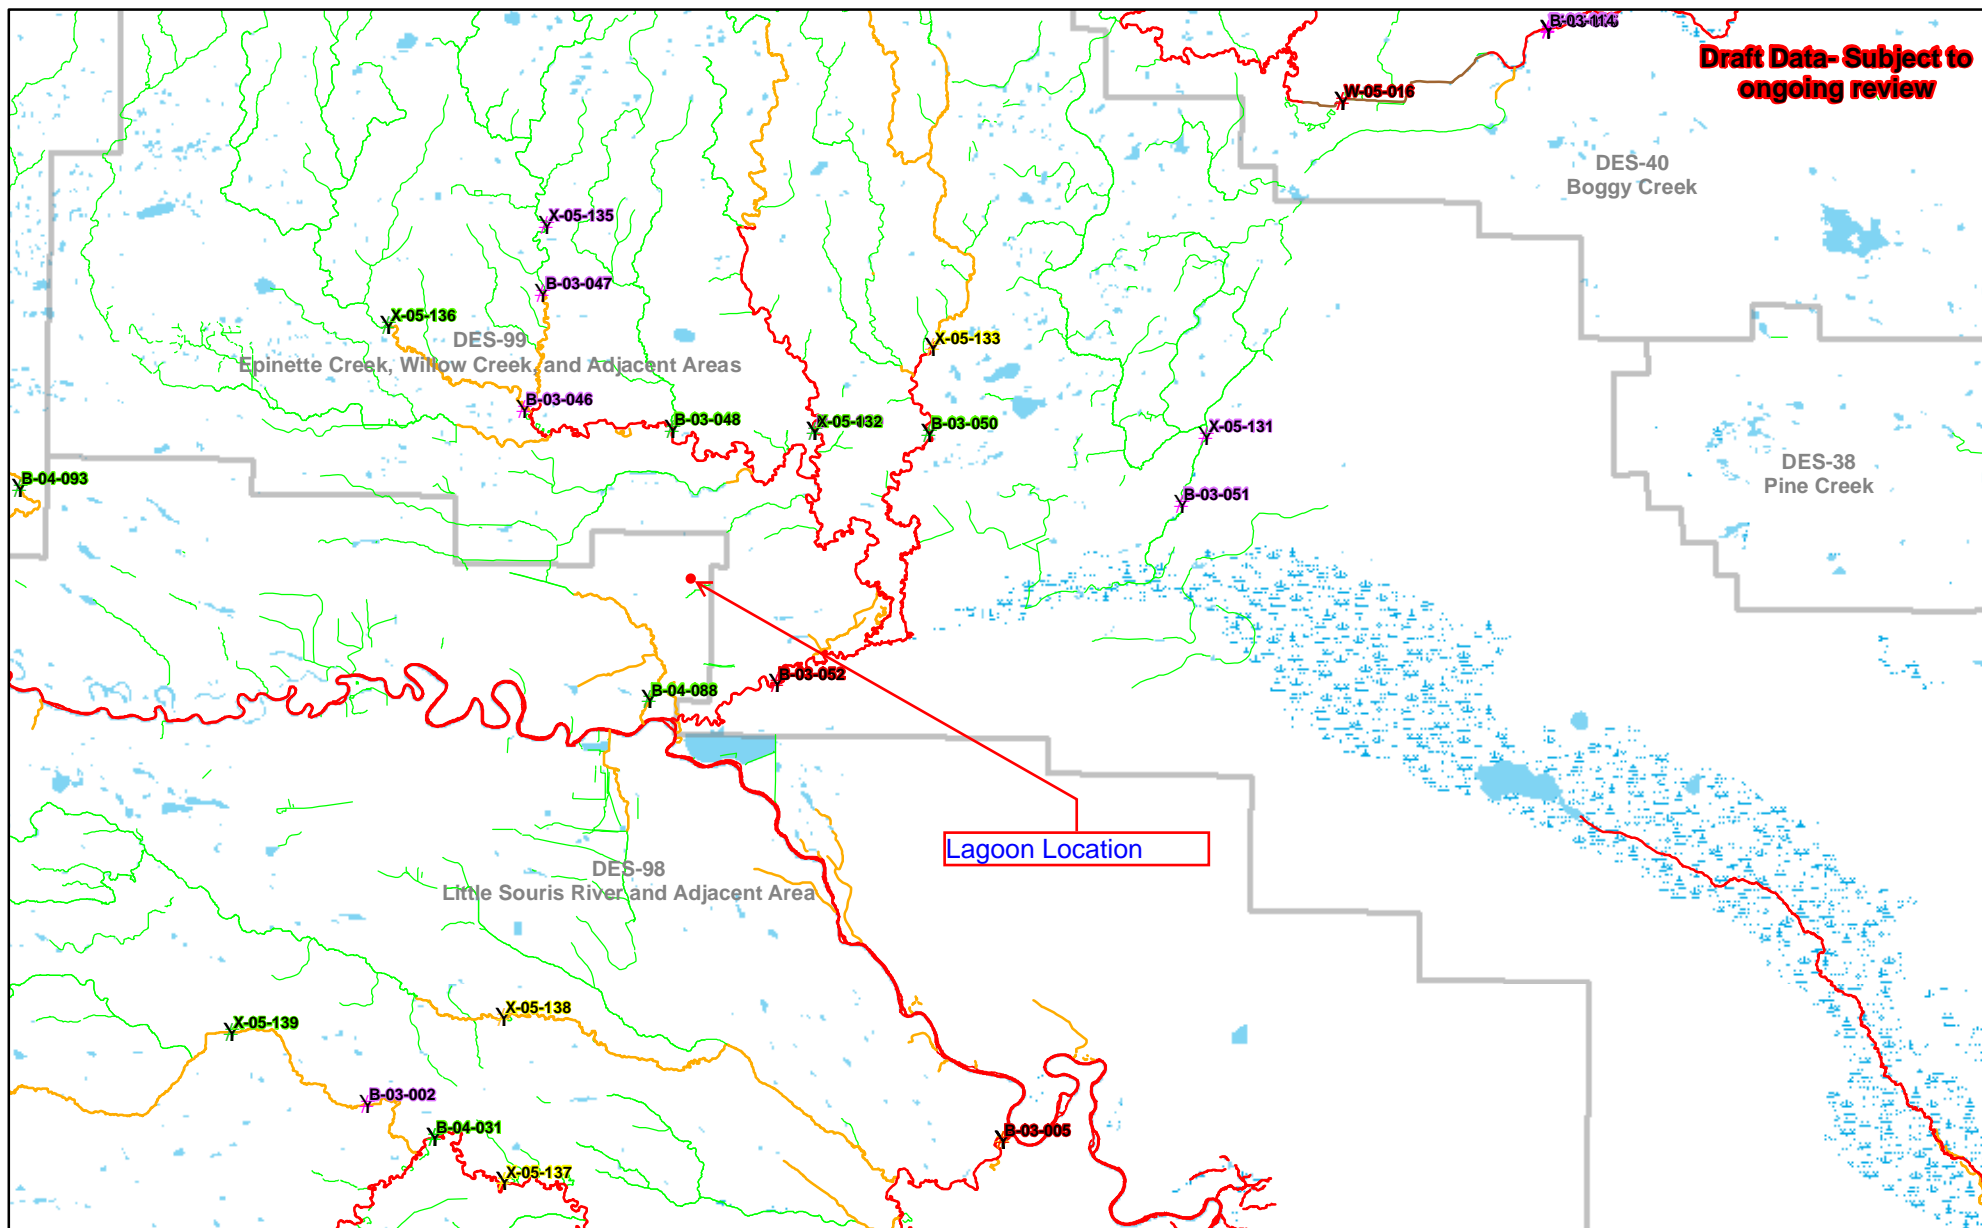 B-03-114
Draft Data- Subject to
ongoing review
W-05-016
DES-40
Boggy Creek
X-05-135
B-03-047
X-05-136
DES-99
Epinette Creek, Willow Creek, and Adjacent Areas
X-05-133
B-03-046
B-03-048
X-05-132
B-03-050
X-05-131
DES-38
Pine Creek
B-04-093
B-03-051
B-03-052
B-04-088
Lagoon Location
DES-98
Little Souris River and Adjacent Area
X-05-138
X-05-139
B-03-002
B-04-031
B-03-005
X-05-137